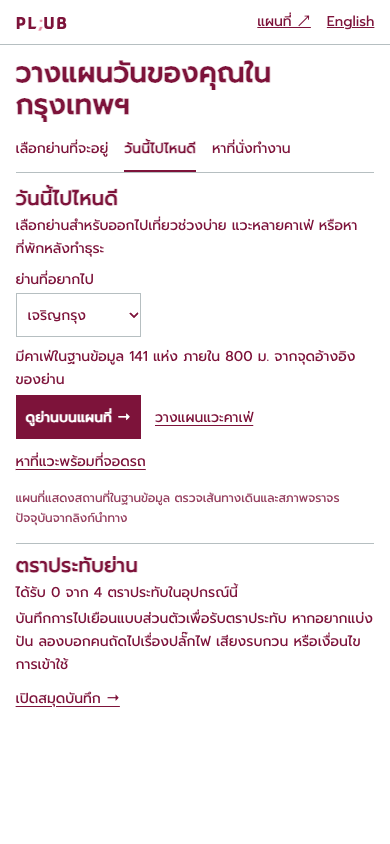 PL;UB
แผนที่ ↗ English
วางแผนวันของคุณใน
กรุงเทพฯ
เลือกย่านที่จะอยู่ วันนี้ไปไหนดี หาที่นั่งทำงาน
วันนี้ไปไหนดี
เลือกย่านสำหรับออกไปเที่ยวช่วงบ่าย แวะหลายคาเฟ่ หรือหา
ที่พักหลังทำธุระ
ย่านที่อยากไป
เจริญกรุง
มีคาเฟ่ในฐานข้อมูล 141 แห่ง ภายใน 800 ม. จากจุดอ้างอิง
ของย่าน
ดูย่านบนแผนที่ → วางแผนแวะคาเฟ่
หาที่แวะพร้อมที่จอดรถ
แผนที่แสดงสถานที่ในฐานข้อมูล ตรวจเส้นทางเดินและสภาพจราจร
ปัจจุบันจากลิงก์นำทาง
ตราประทับย่าน
ได้รับ 0 จาก 4 ตราประทับในอุปกรณ์นี้
บันทึกการไปเยือนแบบส่วนตัวเพื่อรับตราประทับ หากอยากแบ่ง
ปัน ลองบอกคนถัดไปเรื่องปลั๊กไฟ เสียงรบกวน หรือเงื่อนไข
การเข้าใช้
เปิดสมุดบันทึก →